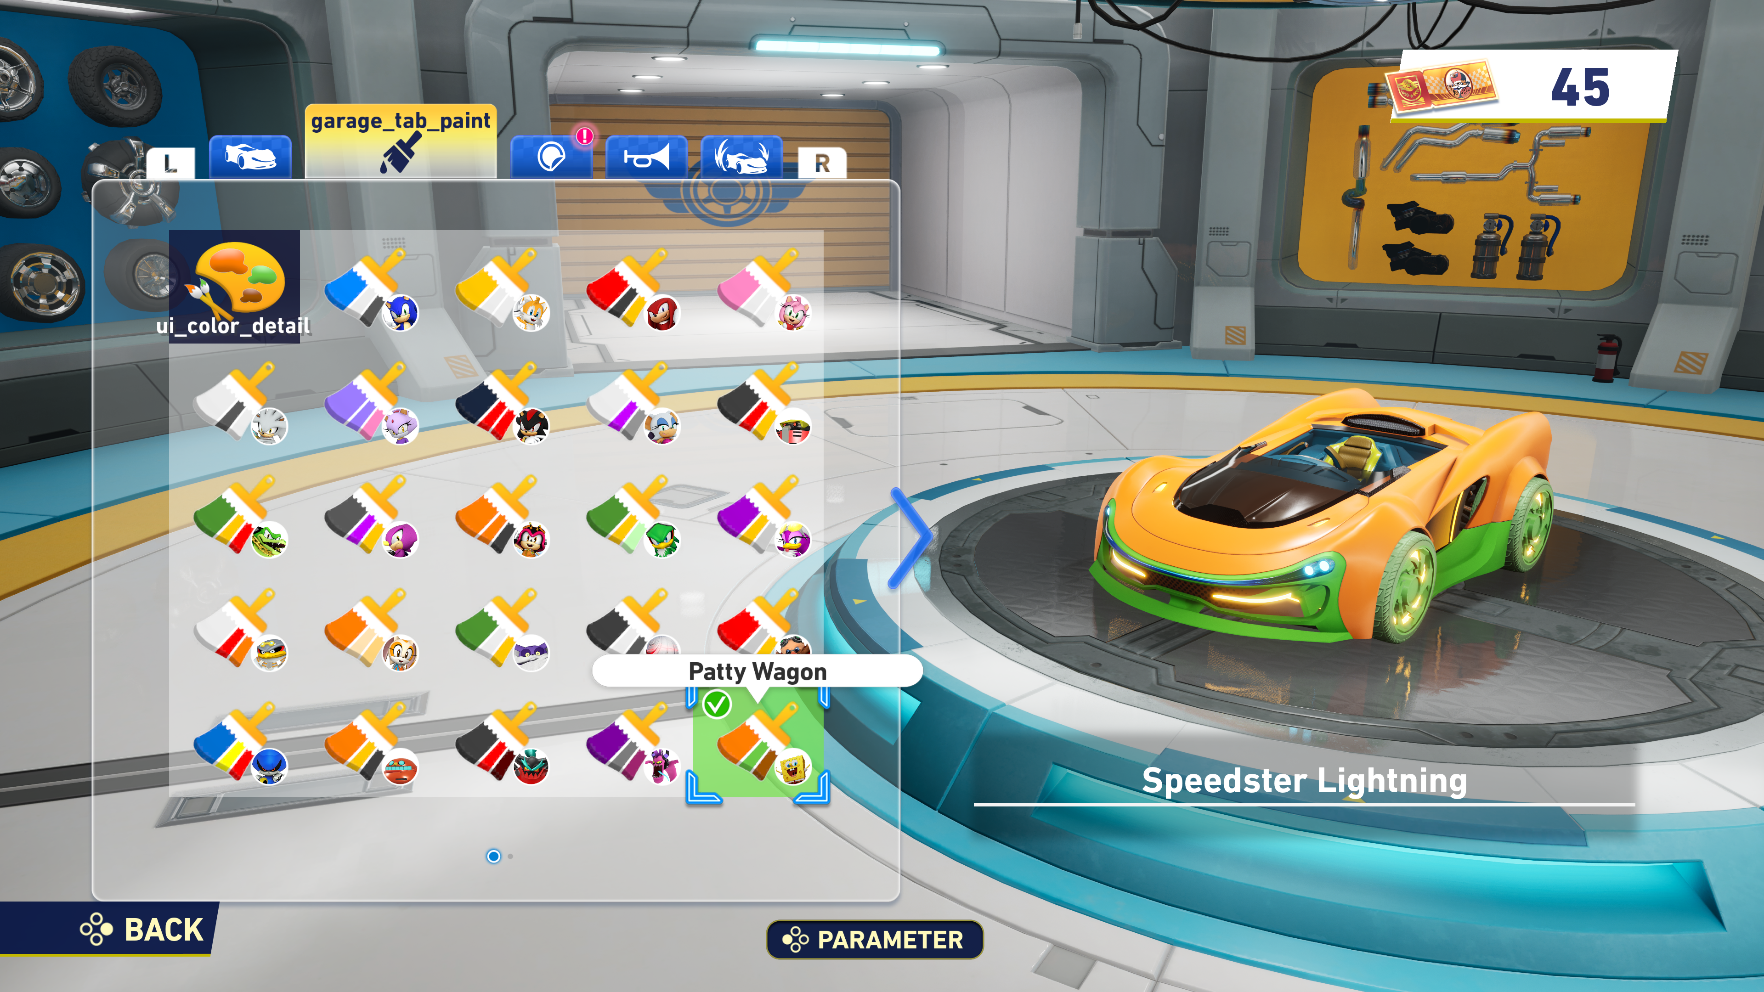 45
garage_tab_paint
L
R
ui_color_detail
Patty Wagon
Speedster Lightning
BACK
PARAMETER